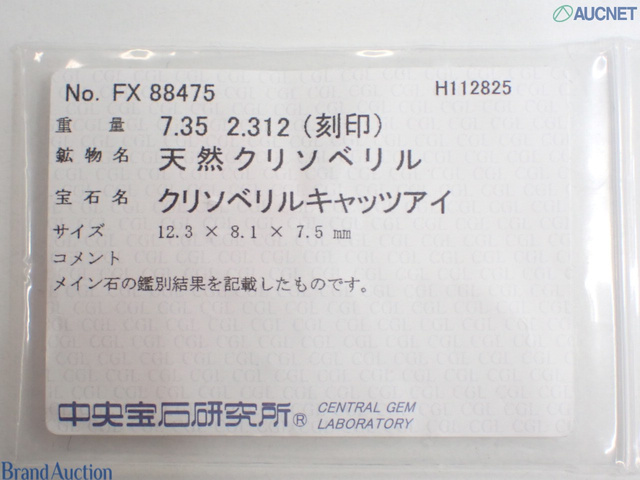 AUCNET
No. FX 88475 H112825
重量 7.35 2.312 (刻印)
鉱物名 天然クリソベリル
宝石名 クリソベリルキャッツアイ
サイズ 12.3 × 8.1 × 7.5 mm
コメント
メイン石の鑑別結果を記載したものです。
中央宝石研究所® CENTRAL GEM
LABORATORY
Brand Auction